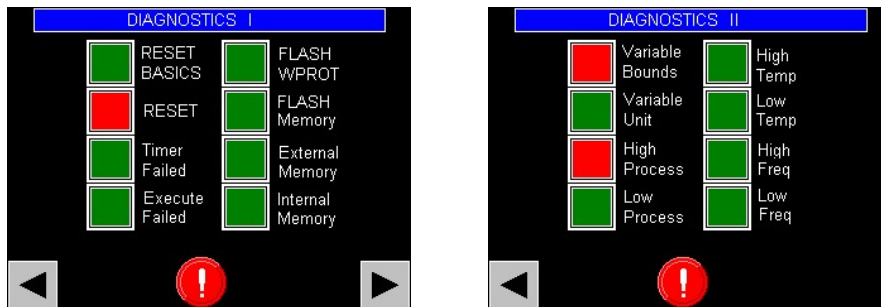 DIAGNOSTICS I
RESET
BASICS
FLASH
WPROT
RESET
FLASH
Memory
Timer
Failed
External
Memory
Execute
Failed
Internal
Memory
!
DIAGNOSTICS II
Variable
Bounds
High
Temp
Variable
Unit
Low
Temp
High
Process
High
Freq
Low
Process
Low
Freq
!